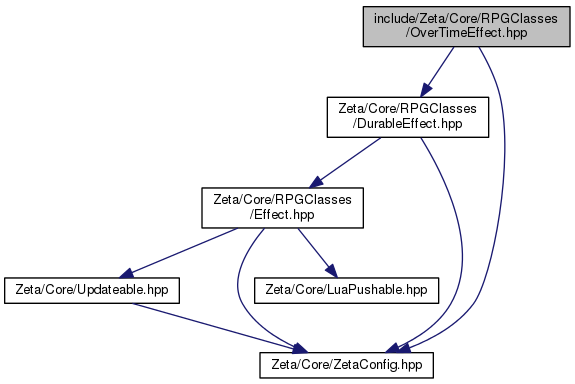 include/Zeta/Core/RPGClasses
/OverTimeEffect.hpp
Zeta/Core/RPGClasses
/DurableEffect.hpp
Zeta/Core/RPGClasses
/Effect.hpp
Zeta/Core/Updateable.hpp
Zeta/Core/LuaPushable.hpp
Zeta/Core/ZetaConfig.hpp